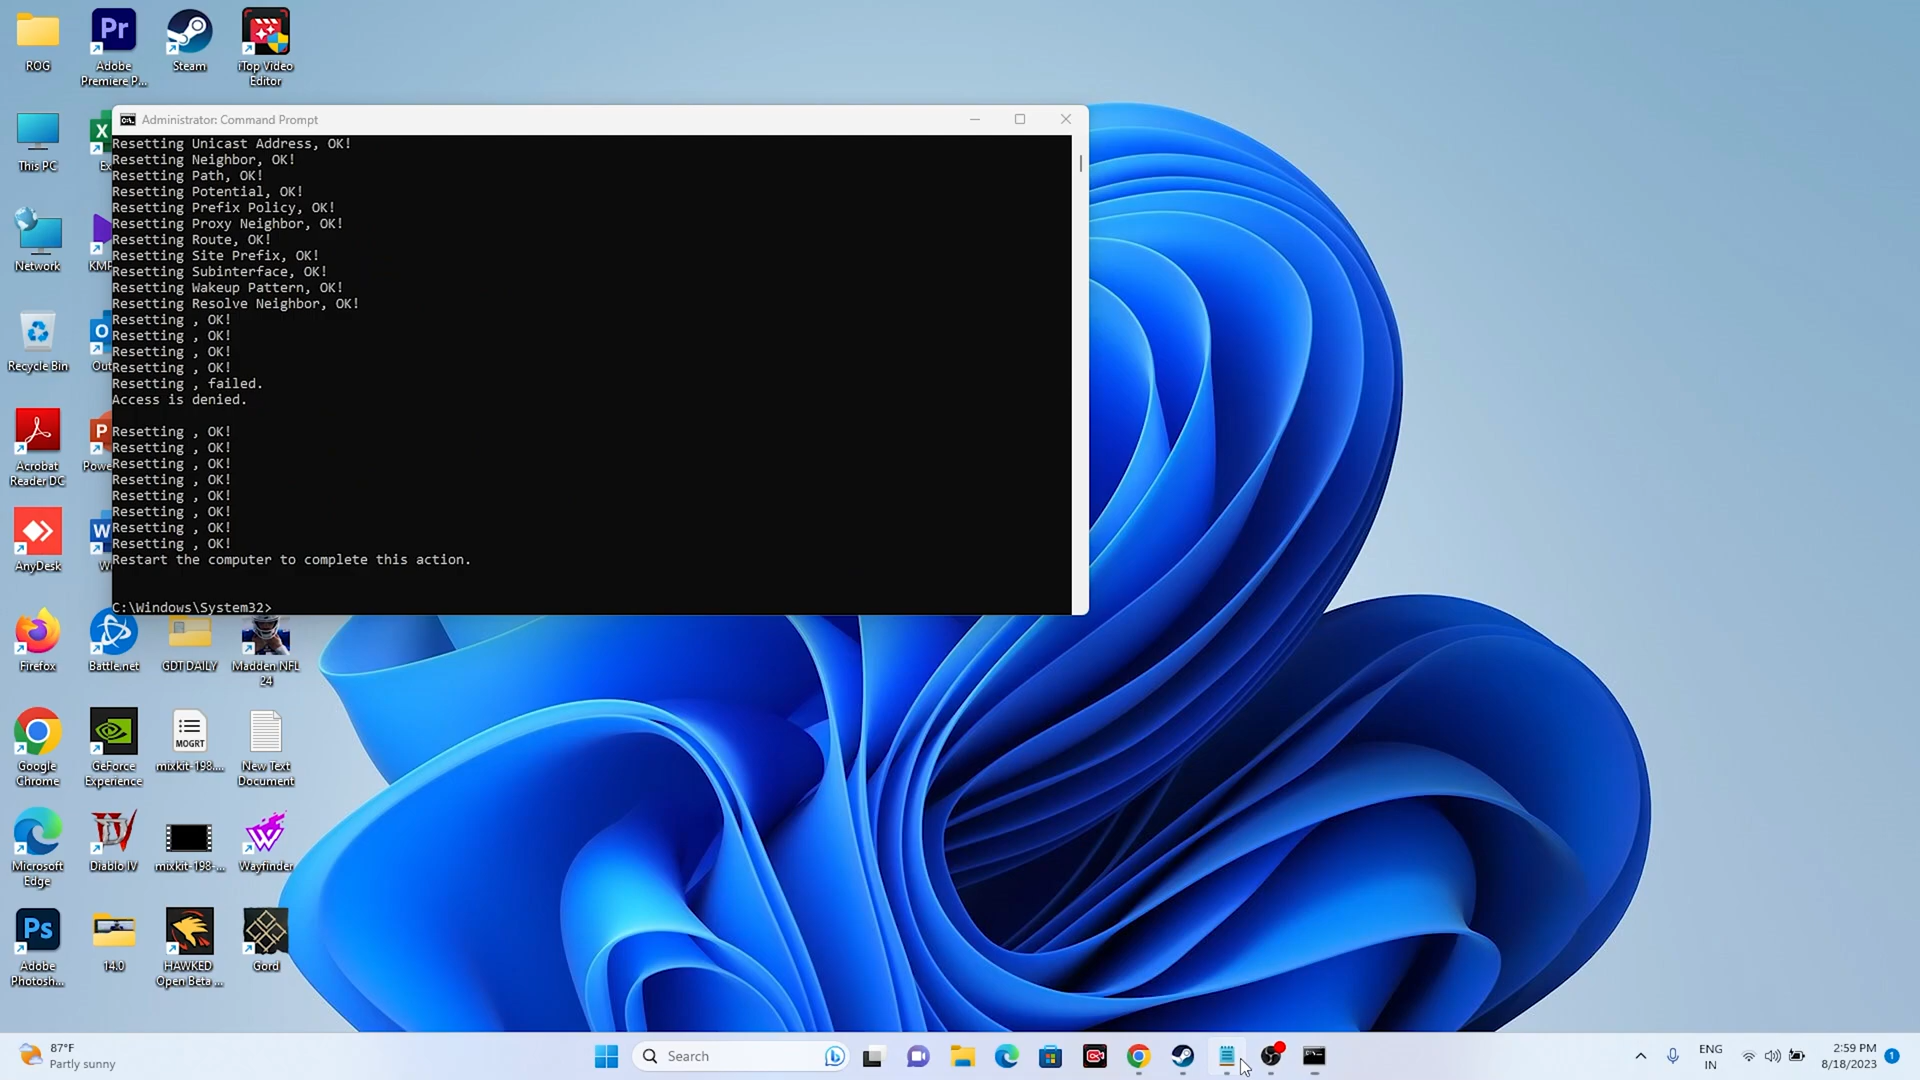 ROG
Adobe
Premiere P...
Steam
iTop Video
Editor
Administrator: Command Prompt
Resetting Unicast Address, OK!
Resetting Neighbor, OK!
Resetting Path, OK!
Resetting Potential, OK!
Resetting Prefix Policy, OK!
Resetting Proxy Neighbor, OK!
Resetting Route, OK!
Resetting Site Prefix, OK!
Resetting Subinterface, OK!
Resetting Wakeup Pattern, OK!
Resetting Resolve Neighbor, OK!
Resetting , OK!
Resetting , OK!
Resetting , OK!
Resetting , OK!
Resetting , failed.
Access is denied.
Resetting , OK!
Resetting , OK!
Resetting , OK!
Resetting , OK!
Resetting , OK!
Resetting , OK!
Resetting , OK!
Resetting , OK!
Restart the computer to complete this action.
C:\Windows\System32>
This PC
Ex
Network
KMP
Recycle Bin
Out
Acrobat
Reader DC
Powe
AnyDesk
W
Firefox
Battle.net
GDT DAILY
Madden NFL
24
Google
Chrome
GeForce
Experience
MOGRT
mixkit-198....
New Text
Document
Microsoft
Edge
Diablo IV
mixkit-198-...
Wayfinder
Adobe
Photosh...
14.0
HAWKED
Open Beta ...
Gord
87°F
Partly sunny
Search
ENG
IN
2:59 PM
8/18/2023
1